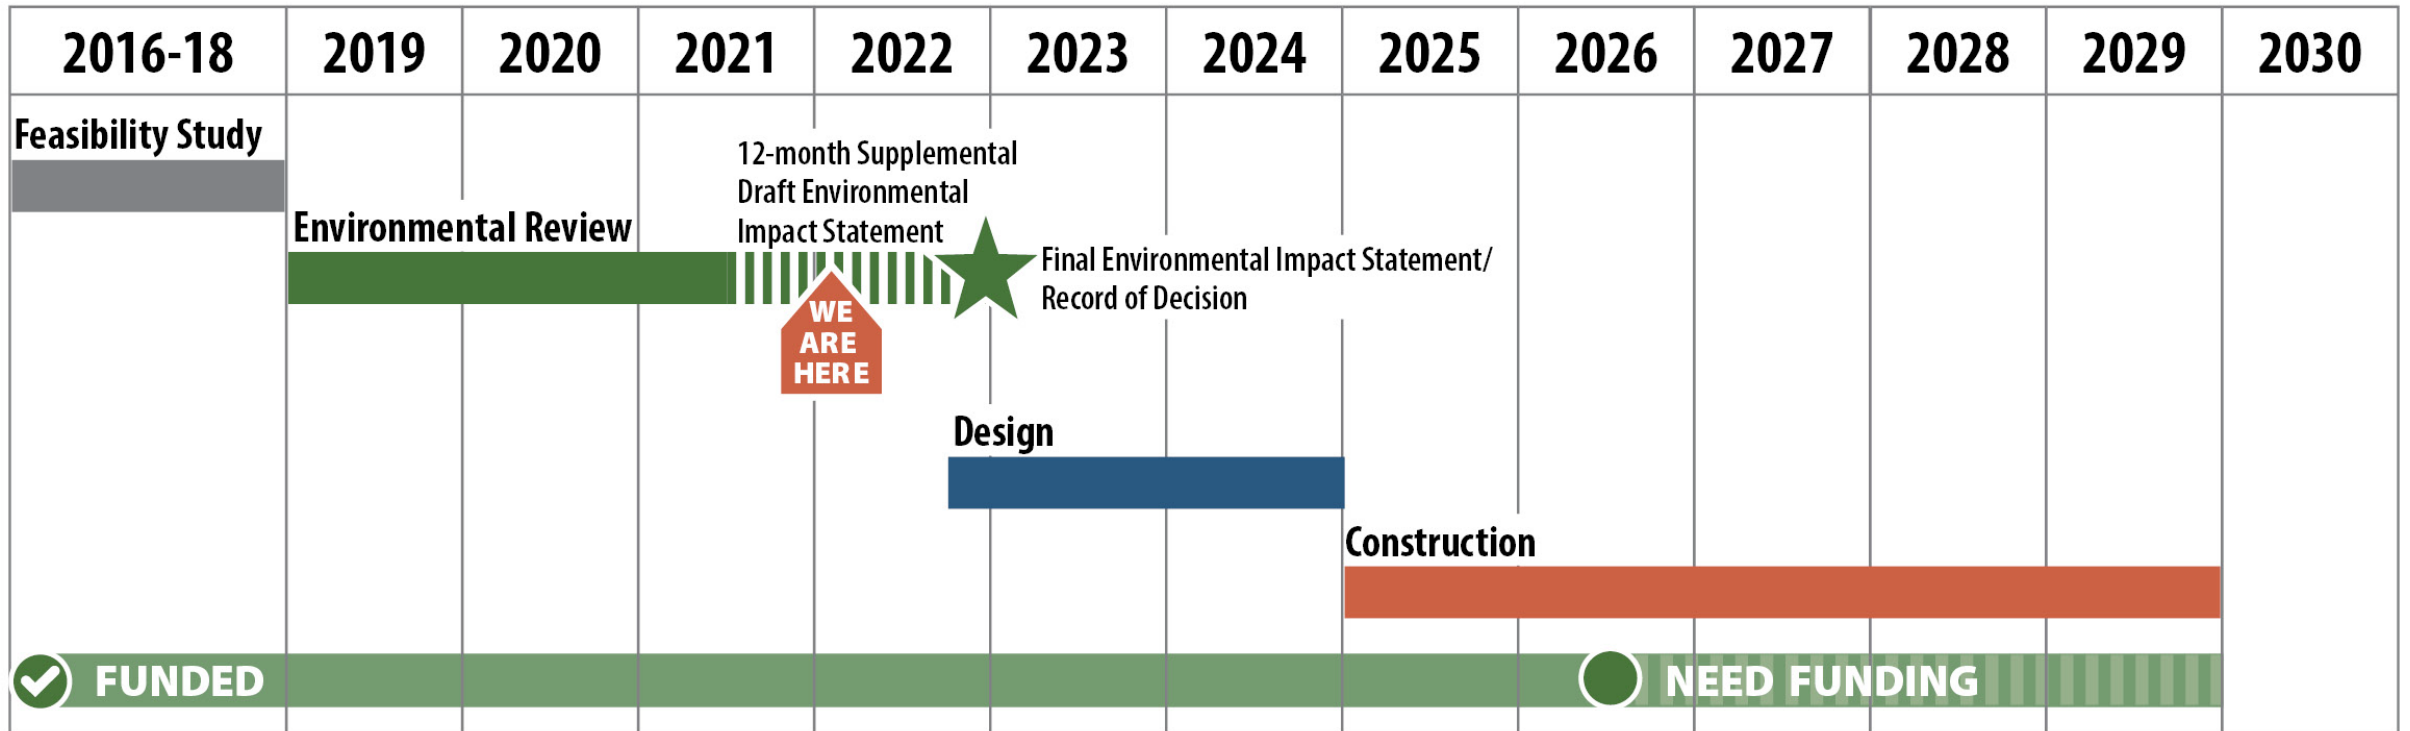 2016-18 2019 2020 2021 2022 2023 2024 2025 2026 2027 2028 2029 2030
Feasibility Study
12-month Supplemental
Draft Environmental
Impact Statement
Environmental Review
Final Environmental Impact Statement/
Record of Decision
WE
ARE
HERE
Design
Construction
FUNDED
NEED FUNDING